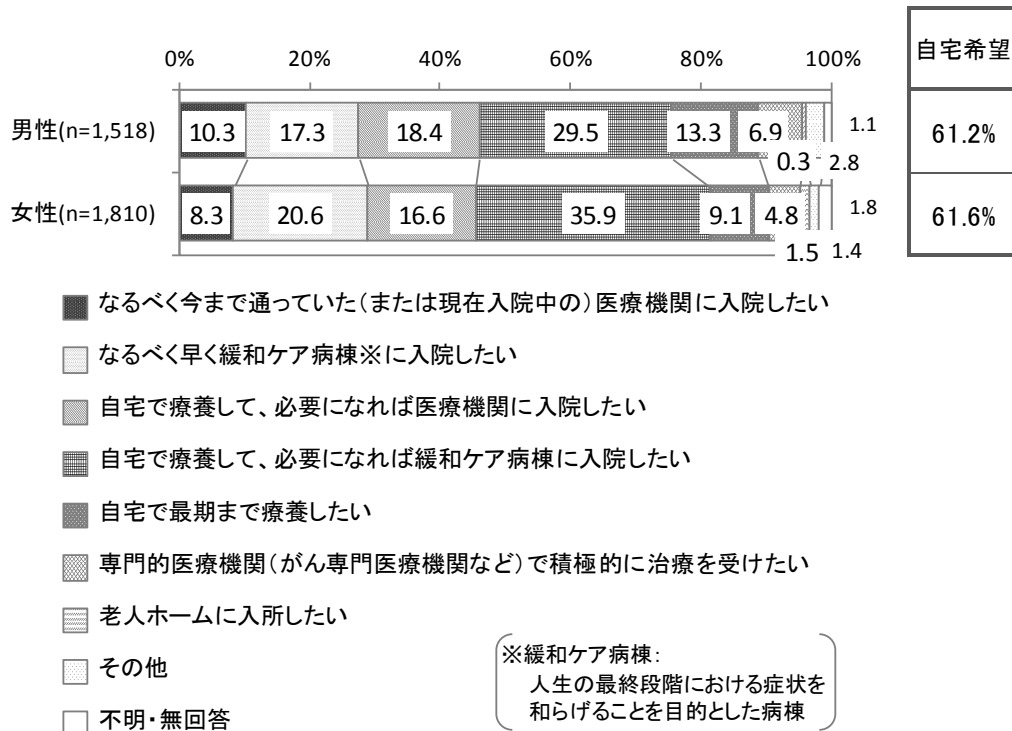 自宅希望
0% 20% 40% 60% 80% 100%
男性(n=1,518) 10.3 17.3 18.4 29.5 13.3 6.9 1.1 61.2%
0.3 2.8
女性(n=1,810) 8.3 20.6 16.6 35.9 9.1 4.8 1.8 61.6%
1.5 1.4
なるべく今まで通っていた(または現在入院中の)医療機関に入院したい
なるべく早く緩和ケア病棟※に入院したい
自宅で療養して、必要になれば医療機関に入院したい
自宅で療養して、必要になれば緩和ケア病棟に入院したい
自宅で最期まで療養したい
専門的医療機関(がん専門医療機関など)で積極的に治療を受けたい
老人ホームに入所したい
その他
不明・無回答
※緩和ケア病棟:
人生の最終段階における症状を
和らげることを目的とした病棟